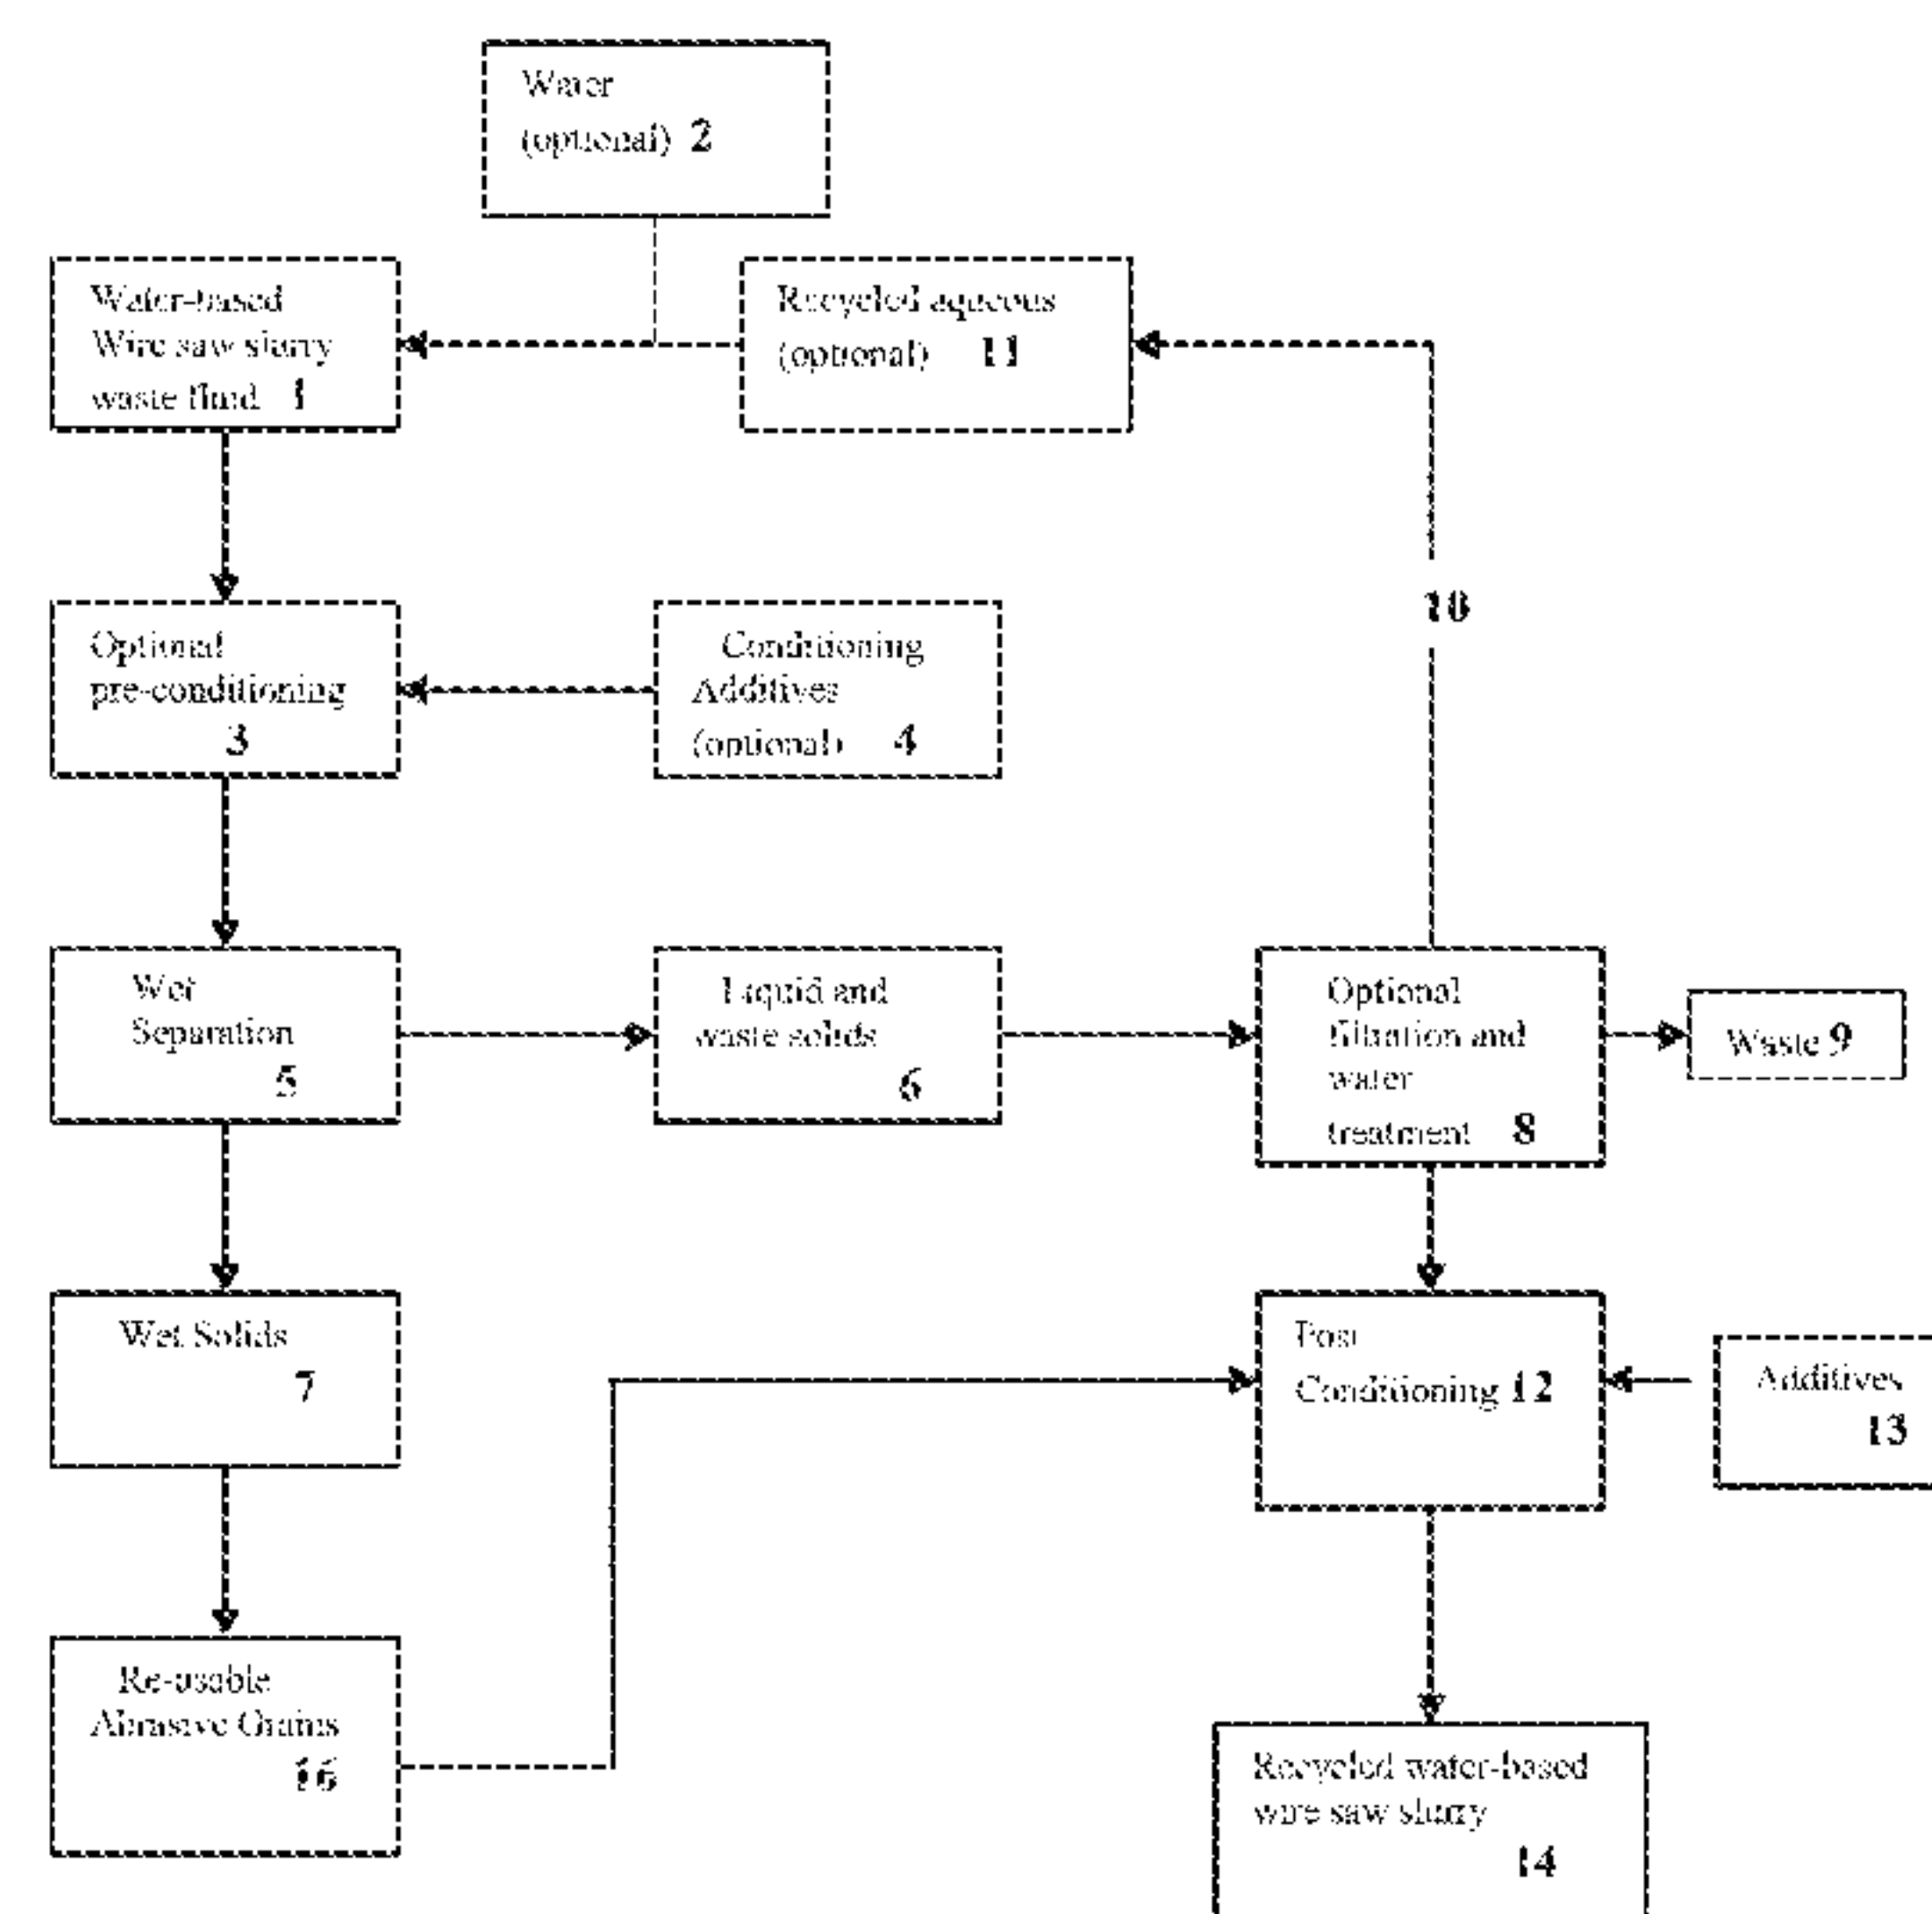 Water
(optional) 2
Water-based
Wire saw slurry
waste fluid 1
Recycled aqueous
(optional) 11
Optional
pre-conditioning
3
Conditioning
Additives
(optional) 4
10
Wet
Separation
5
Liquid and
waste solids
6
Optional
filtration and
water
treatment 8
Waste 9
Wet Solids
7
Post
Conditioning 12
Additives
13
Re-usable
Abrasive Grains
16
Recycled water-based
wire saw slurry
14